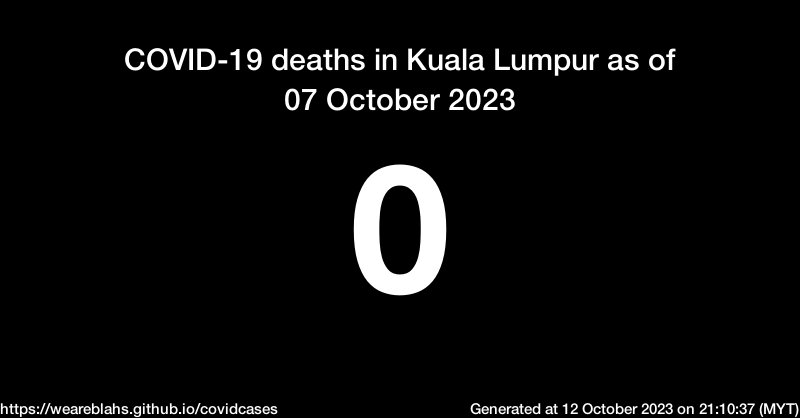 COVID-19 deaths in Kuala Lumpur as of
07 October 2023
0
https://weareblahs.github.io/covidcases
Generated at 12 October 2023 on 21:10:37 (MYT)